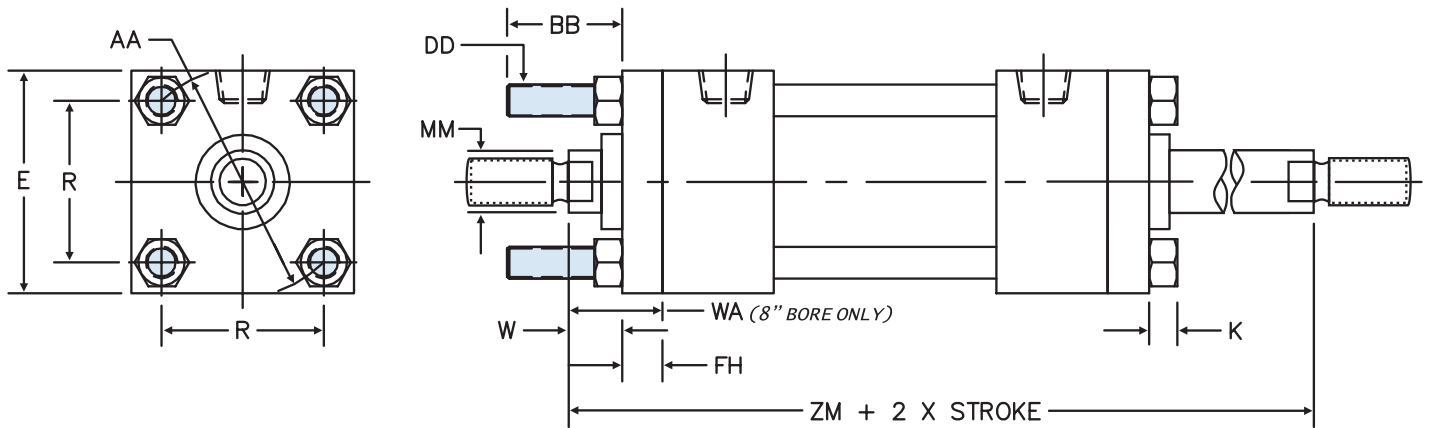 AA
E
R
R
BB
DD
MM
WA (8" BORE ONLY)
W
K
FH
ZM + 2 X STROKE